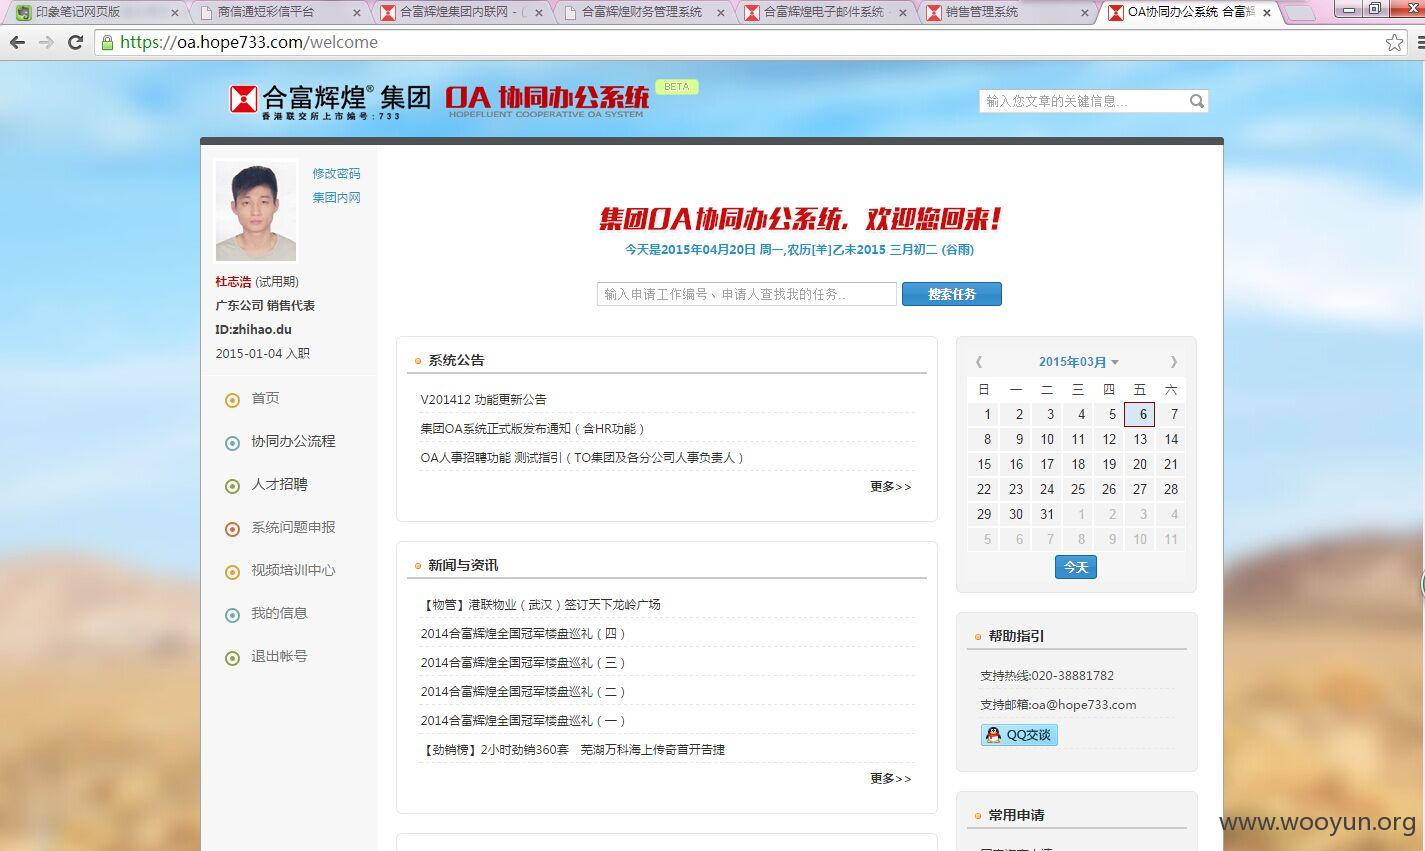 印象笔记网页版
商信通短彩信平台
合富辉煌集团内联网 - (
合富辉煌财务管理系统
合富辉煌电子邮件系统 -
销售管理系统
OA协同办公系统 合富辉
https://oa.hope733.com/welcome
合富辉煌® 集团
香港联交所上市编号:733
OA 协同办公系统
HOPEFLUENT COOPERATIVE OA SYSTEM
BETA
输入您文章的关键信息...
修改密码
集团内网
杜志浩 (试用期)
广东公司 销售代表
ID:zhihao.du
2015-01-04 入职
首页
协同办公流程
人才招聘
系统问题申报
视频培训中心
我的信息
退出帐号
集团OA协同办公系统，欢迎您回来！
今天是2015年04月20日 周一,农历[羊]乙未2015 三月初二 (谷雨)
输入申请工作编号、申请人查找我的任务..
搜索任务
系统公告
V201412 功能更新公告
集团OA系统正式版发布通知（含HR功能）
OA人事招聘功能 测试指引（TO集团及各分公司人事负责人）
更多>>
新闻与资讯
【物管】港联物业（武汉）签订天下龙岭广场
2014合富辉煌全国冠军楼盘巡礼（四）
2014合富辉煌全国冠军楼盘巡礼（三）
2014合富辉煌全国冠军楼盘巡礼（二）
2014合富辉煌全国冠军楼盘巡礼（一）
【劲销榜】2小时劲销360套 芜湖万科海上传奇首开告捷
更多>>
《 2015年03月 》
日 一 二 三 四 五 六
1 2 3 4 5 6 7
8 9 10 11 12 13 14
15 16 17 18 19 20 21
22 23 24 25 26 27 28
29 30 31 1 2 3 4
5 6 7 8 9 10 11
今天
帮助指引
支持热线:020-38881782
支持邮箱:oa@hope733.com
QQ交谈
常用申请
www.wooyun.org